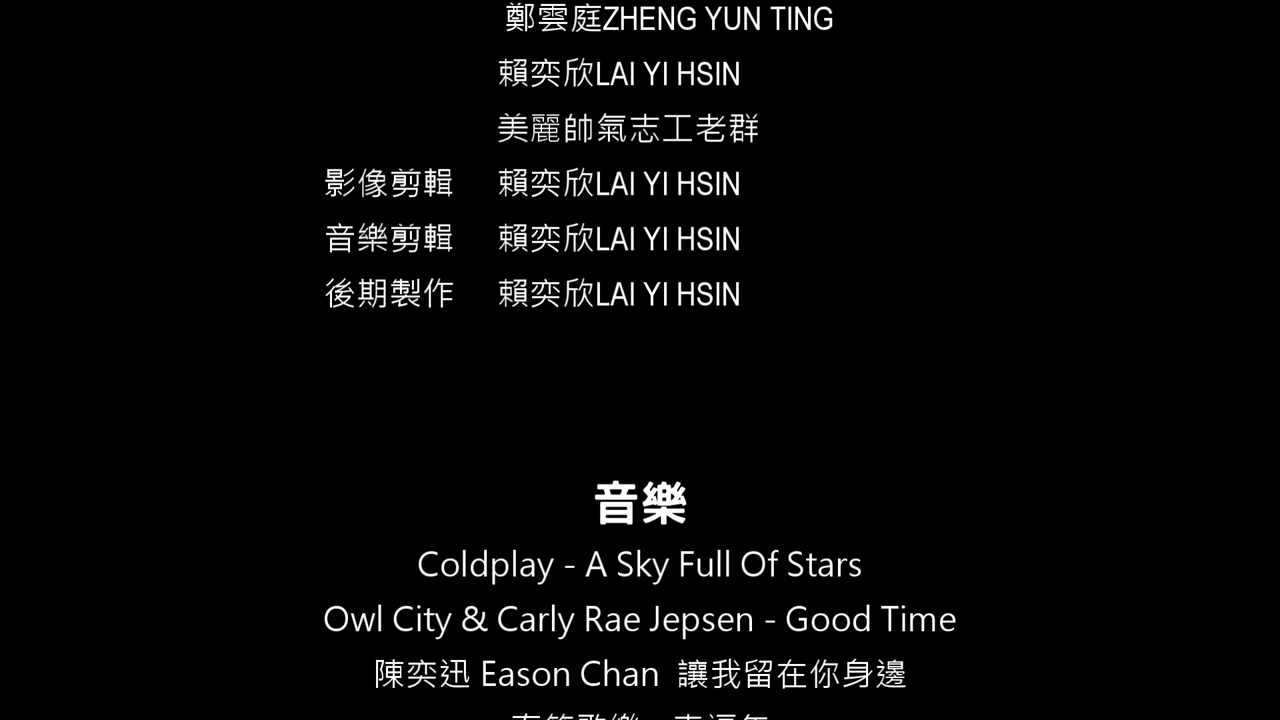 鄭雲庭ZHENG YUN TING
賴奕欣LAI YI HSIN
美麗帥氣志工老群
影像剪輯 賴奕欣LAI YI HSIN
音樂剪輯 賴奕欣LAI YI HSIN
後期製作 賴奕欣LAI YI HSIN
音樂
Coldplay - A Sky Full Of Stars
Owl City & Carly Rae Jepsen - Good Time
陳奕迅 Eason Chan 讓我留在你身邊